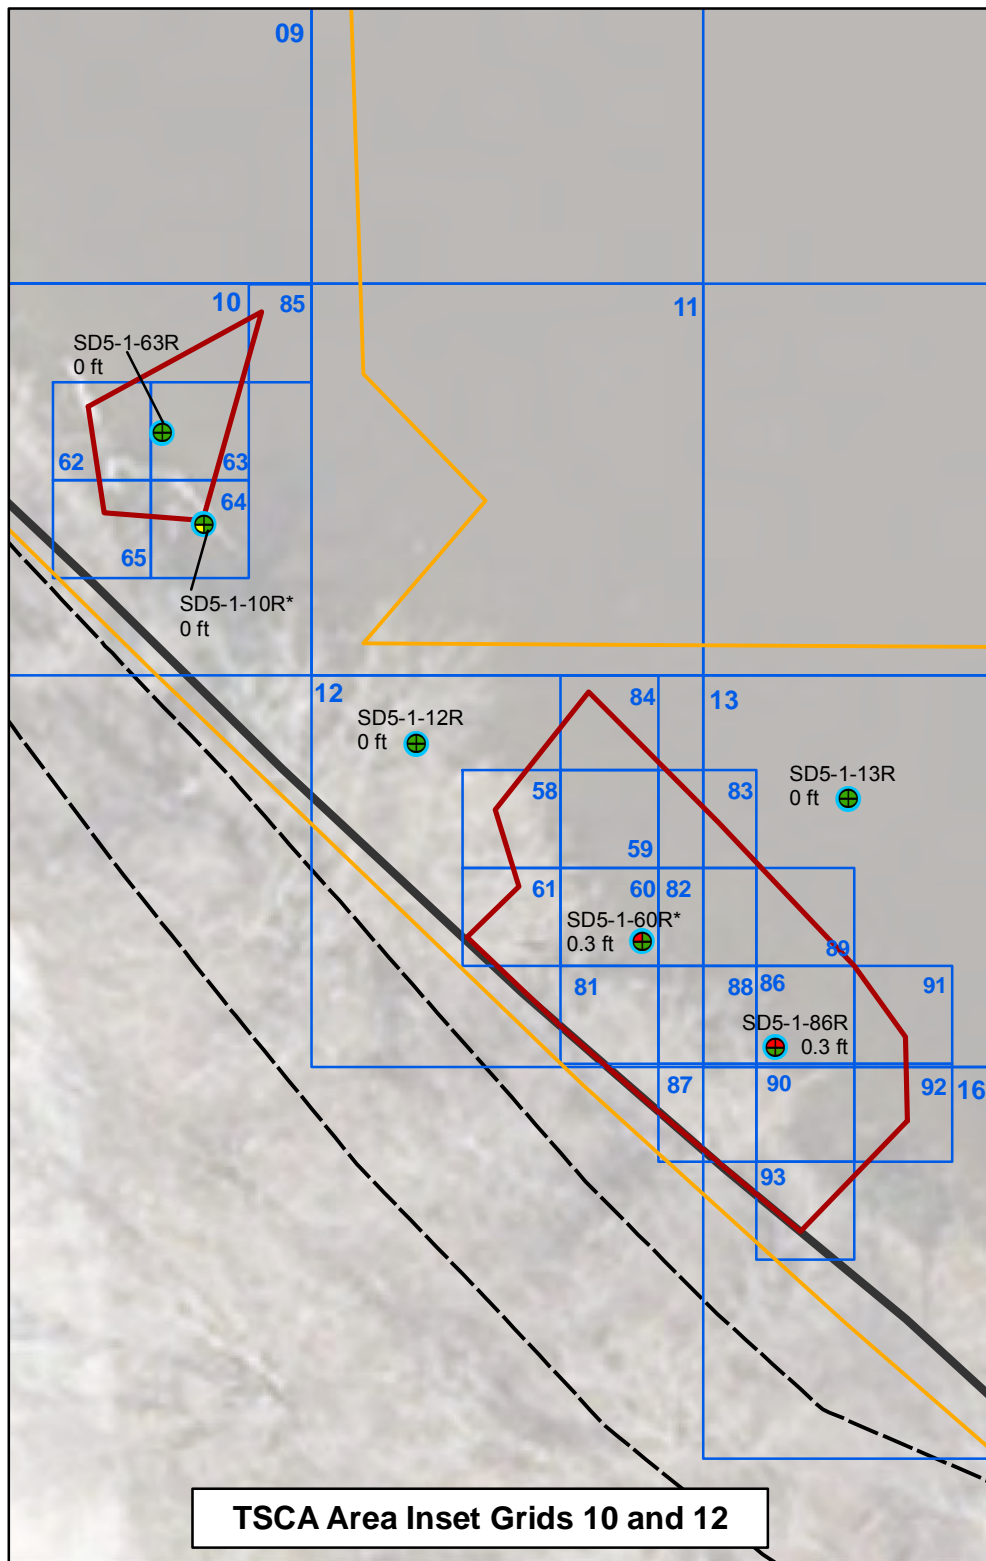 09
10
85
11
SD5-1-63R
0 ft
62
63
64
65
SD5-1-10R*
0 ft
12
84
13
SD5-1-12R
0 ft
SD5-1-13R
0 ft
58
83
59
61
60
82
SD5-1-60R*
0.3 ft
89
81
88
86
91
SD5-1-86R
0.3 ft
87
90
92
16
93
TSCA Area Inset Grids 10 and 12